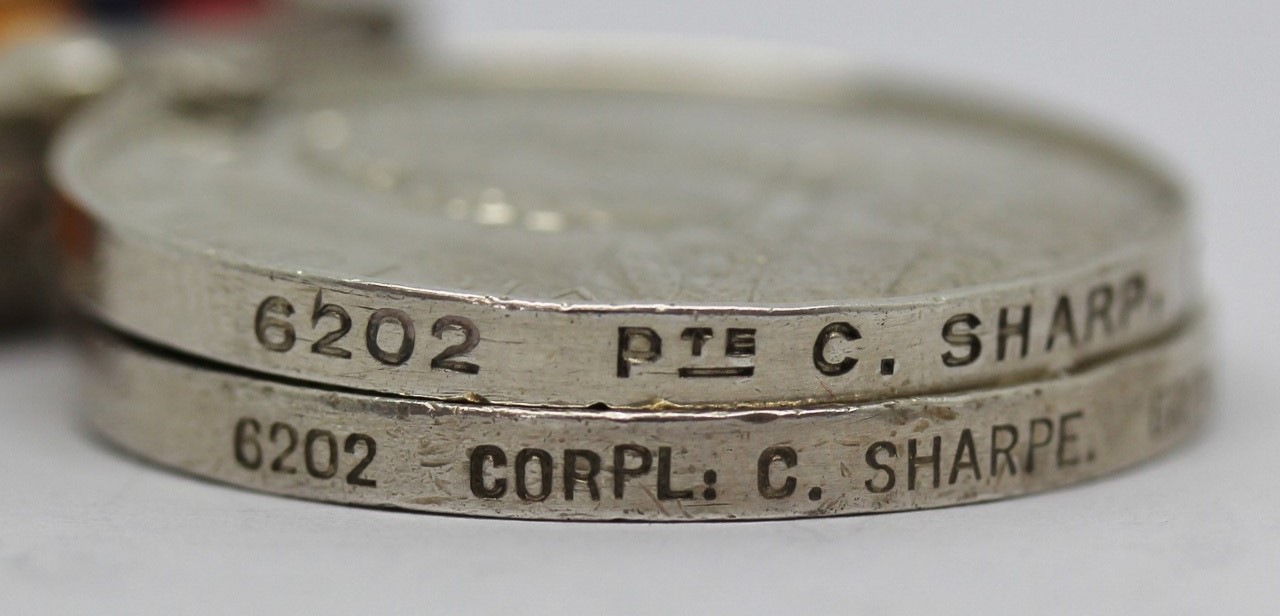 6202 PTE C. SHARP
6202 CORPL: C. SHARPE.